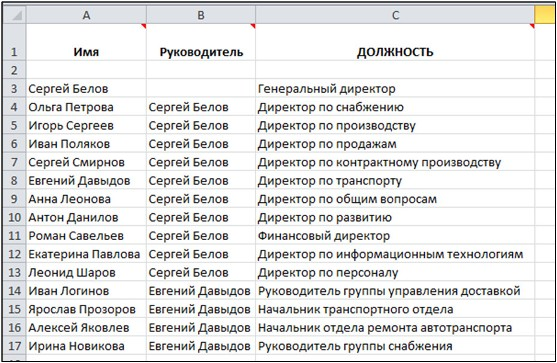 A B C
1 Имя Руководитель ДОЛЖНОСТЬ
2
3 Сергей Белов Генеральный директор
4 Ольга Петрова Сергей Белов Директор по снабжению
5 Игорь Сергеев Сергей Белов Директор по производству
6 Иван Поляков Сергей Белов Директор по продажам
7 Сергей Смирнов Сергей Белов Директор по контрактному производству
8 Евгений Давыдов Сергей Белов Директор по транспорту
9 Анна Леонова Сергей Белов Директор по общим вопросам
10 Антон Данилов Сергей Белов Директор по развитию
11 Роман Савельев Сергей Белов Финансовый директор
12 Екатерина Павлова Сергей Белов Директор по информационным технологиям
13 Леонид Шаров Сергей Белов Директор по персоналу
14 Иван Логинов Евгений Давыдов Руководитель группы управления доставкой
15 Ярослав Прозоров Евгений Давыдов Начальник транспортного отдела
16 Алексей Яковлев Евгений Давыдов Начальник отдела ремонта автотранспорта
17 Ирина Новикова Евгений Давыдов Руководитель группы снабжения